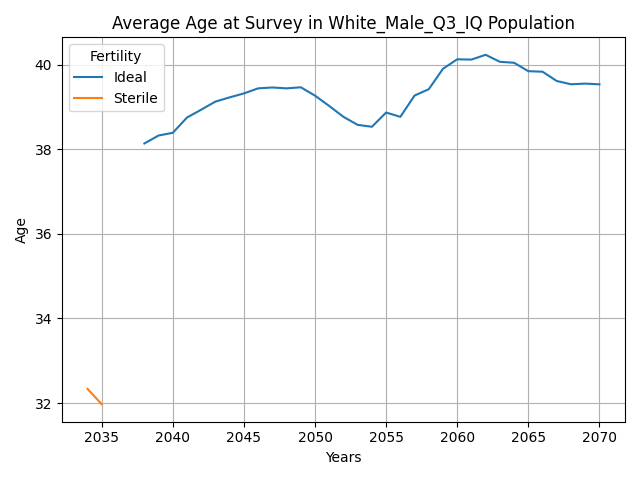 Average Age at Survey in White_Male_Q3_IQ Population
Fertility
Ideal
Sterile
Age
40
38
36
34
32
2035 2040 2045 2050 2055 2060 2065 2070
Years